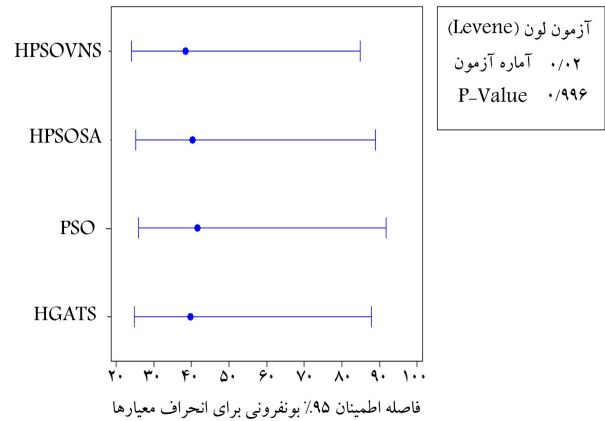 آزمون لون (Levene)
آماره آزمون ۰/۰۲
P-Value ۰/۹۹۶
HPSOVNS
HPSOSA
PSO
HGATS
۲۰ ۳۰ ۴۰ ۵۰ ۶۰ ۷۰ ۸۰ ۹۰ ۱۰۰
فاصله اطمینان ۹۵٪ بونفرونی برای انحراف معیارها